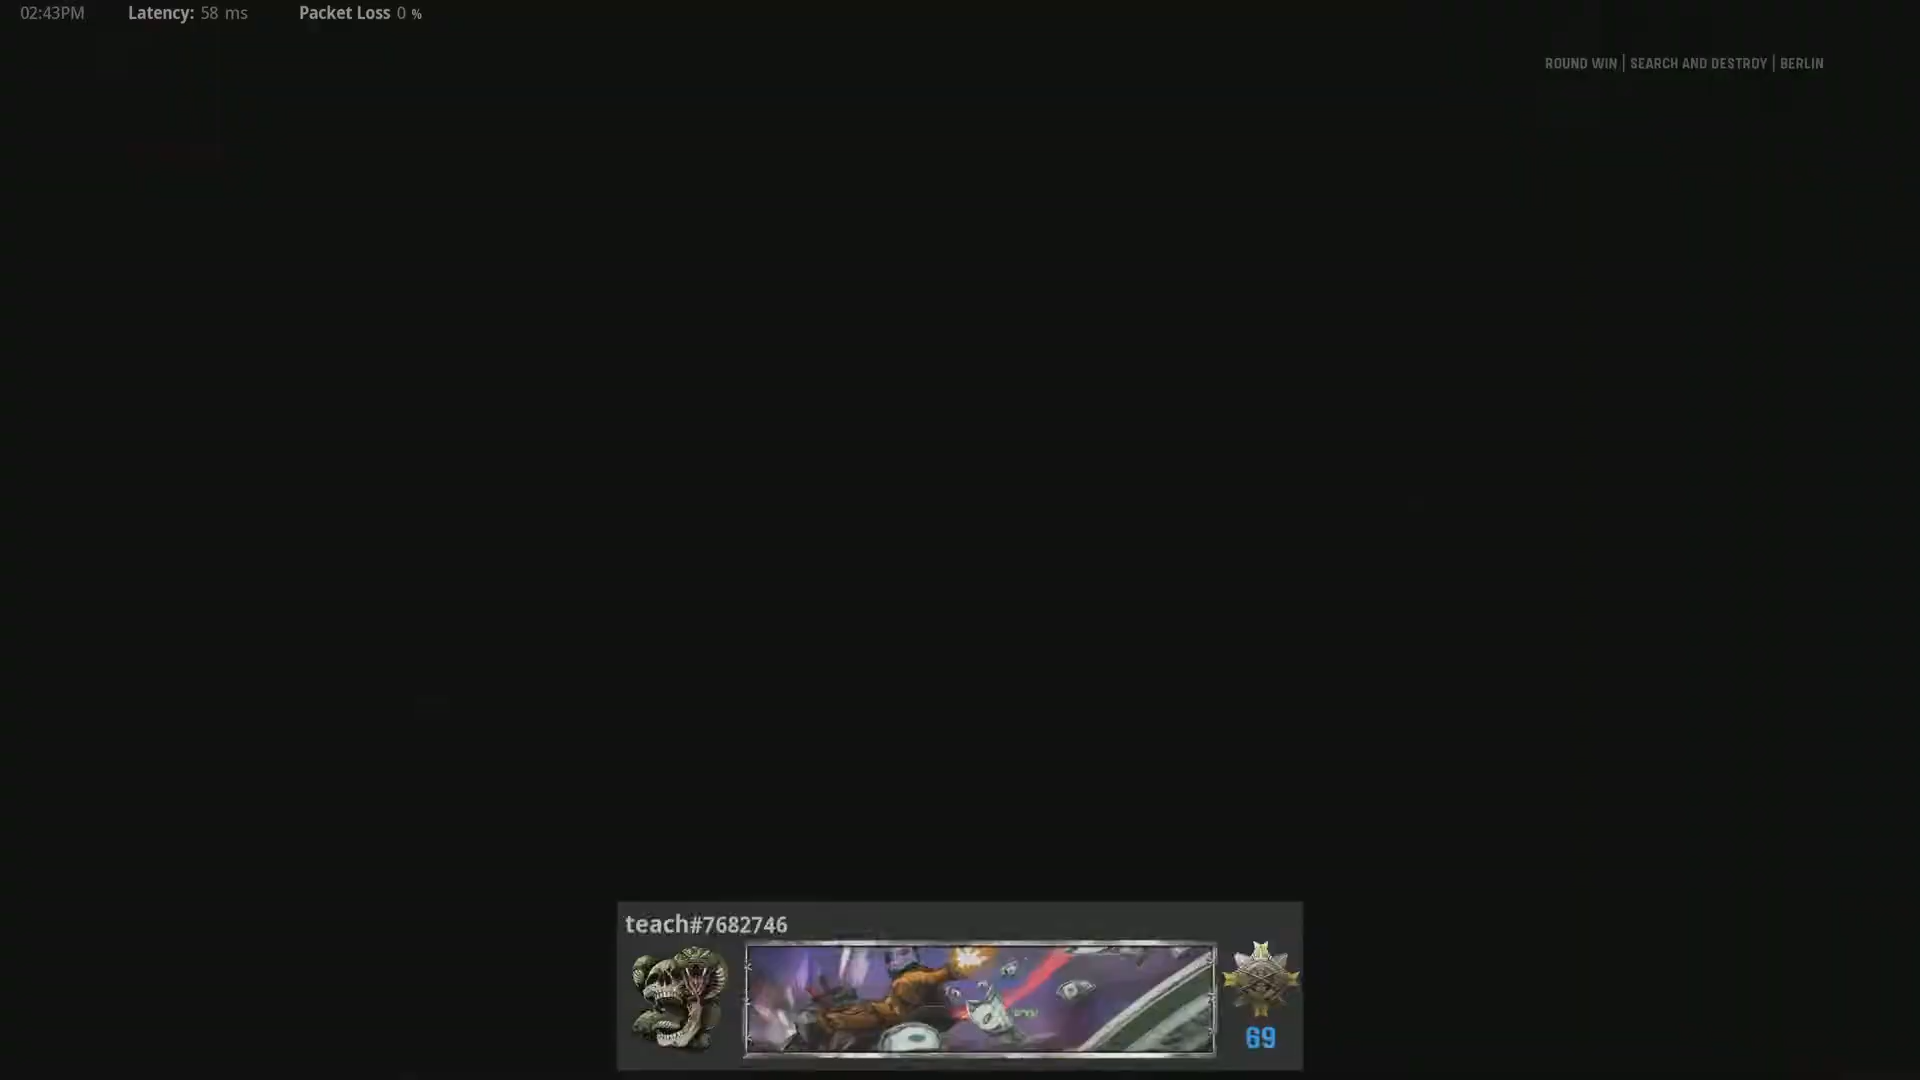 02:43PM Latency: 58 ms Packet Loss 0 %
ROUND WIN | SEARCH AND DESTROY | BERLIN
teach#7682746
69